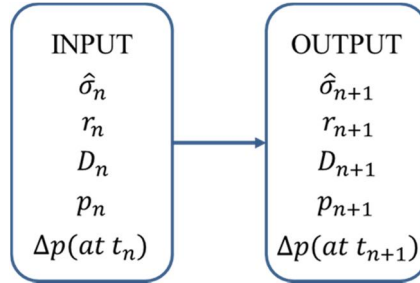 INPUT
σ̂ₙ
rₙ
Dₙ
pₙ
Δp(at tₙ)
OUTPUT
σ̂ₙ₊₁
rₙ₊₁
Dₙ₊₁
pₙ₊₁
Δp(at tₙ₊₁)